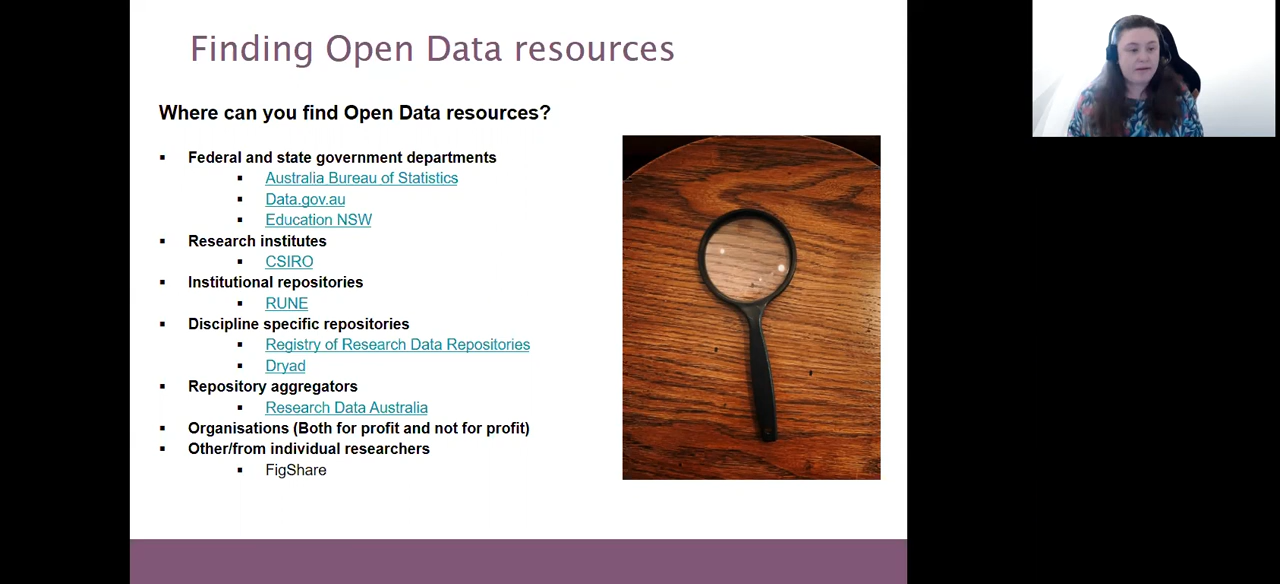 Finding Open Data resources
Where can you find Open Data resources?
Federal and state government departments
Australia Bureau of Statistics
Data.gov.au
Education NSW
Research institutes
CSIRO
Institutional repositories
RUNE
Discipline specific repositories
Registry of Research Data Repositories
Dryad
Repository aggregators
Research Data Australia
Organisations (Both for profit and not for profit)
Other/from individual researchers
FigShare